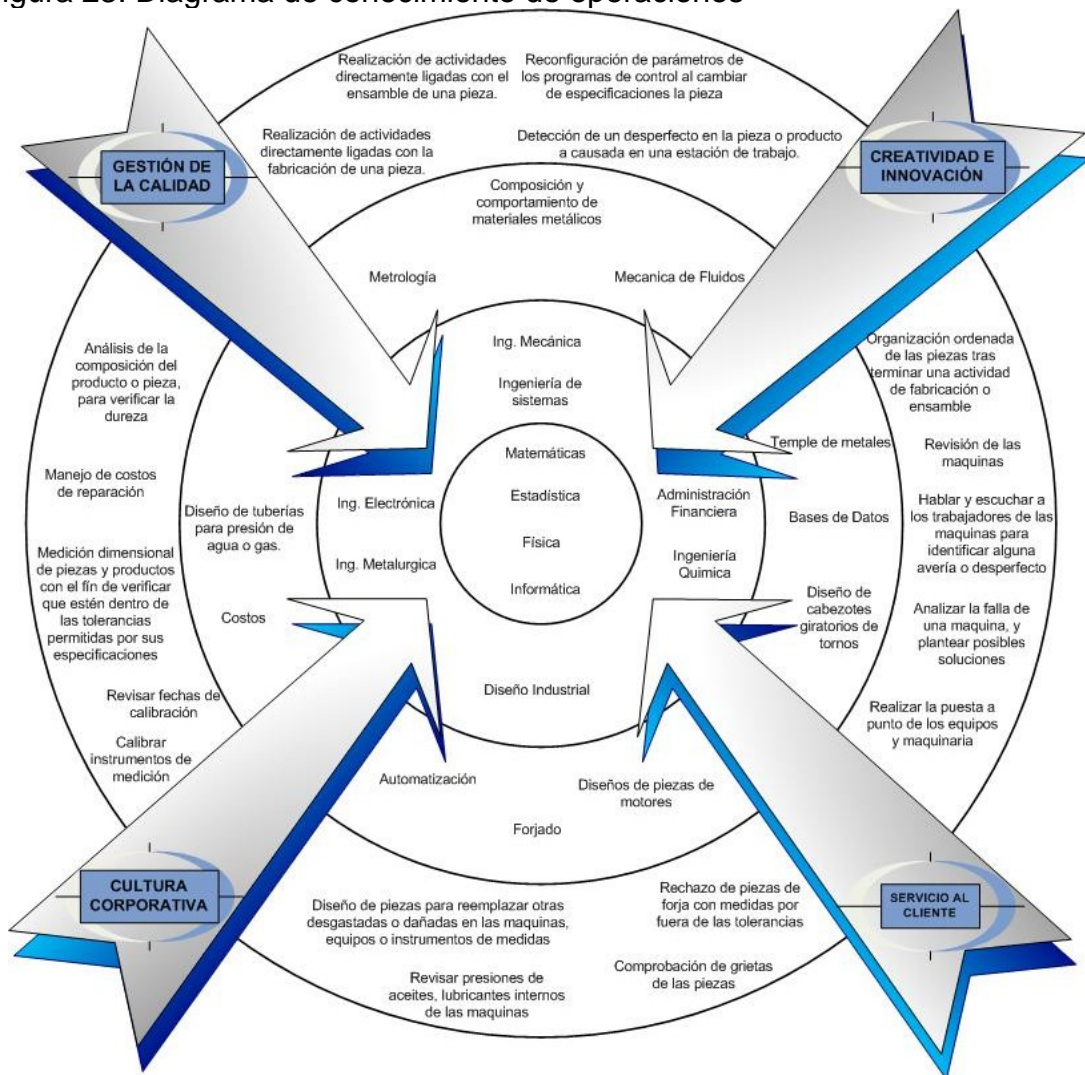 Figura 25. Diagrama de conocimiento de operaciones
Realización de actividades
directamente ligadas con el
ensamble de una pieza.
Reconfiguración de parámetros de
los programas de control al cambiar
de especificaciones la pieza
Realización de actividades
directamente ligadas con la
fabricación de una pieza.
Detección de un desperfecto en la pieza o producto
a causada en una estación de trabajo.
GESTIÓN DE
LA CALIDAD
CREATIVIDAD E
INNOVACIÓN
Composición y
comportamiento de
materiales metálicos
Metrología
Mecanica de Fluidos
Ing. Mecánica
Ingeniería de
sistemas
Análisis de la
composición del
producto o pieza,
para verificar la
dureza
Organización ordenada
de las piezas tras
terminar una actividad
de fabricación o
ensamble
Matemáticas
Estadística
Física
Informática
Temple de metales
Revisión de las
maquinas
Manejo de costos
de reparación
Diseño de tuberías
para presión de
agua o gas.
Ing. Electrónica
Ing. Metalurgica
Administración
Financiera
Ingeniería
Quimica
Bases de Datos
Hablar y escuchar a
los trabajadores de las
maquinas para
identificar alguna
avería o desperfecto
Medición dimensional
de piezas y productos
con el fín de verificar
que estén dentro de
las tolerancias
permitidas por sus
especificaciones
Costos
Diseño de
cabezotes
giratorios de
tornos
Analizar la falla de
una maquina, y
plantear posibles
soluciones
Revisar fechas de
calibración
Diseño Industrial
Realizar la puesta a
punto de los equipos
y maquinaria
Calibrar
instrumentos de
medición
Automatización
Diseños de piezas de
motores
Forjado
CULTURA
CORPORATIVA
SERVICIO AL
CLIENTE
Diseño de piezas para reemplazar otras
desgastadas o dañadas en las maquinas,
equipos o instrumentos de medidas
Rechazo de piezas de
forja con medidas por
fuera de las tolerancias
Revisar presiones de
aceites, lubricantes internos
de las maquinas
Comprobación de grietas
de las piezas